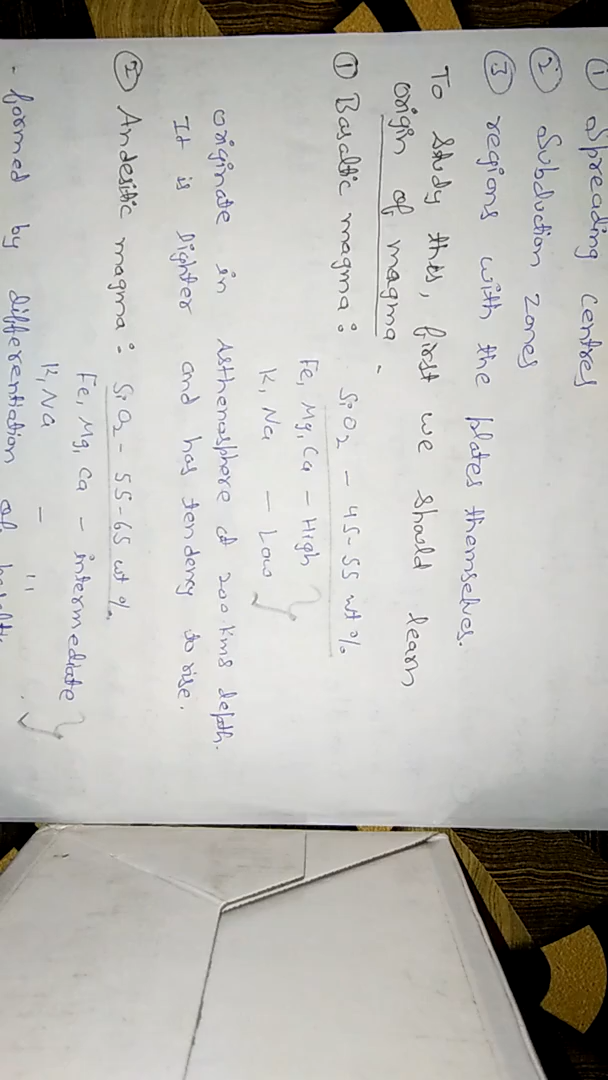 ① Spreading centres
② Subduction zones
③ regions with the plates themselves.
To study this, first we should learn
origin of magma.
① Basaltic magma: SiO2 - 45-55 wt%
Fe, Mg, Ca - High
K, Na - Low
originate in Asthenosphere at 200 kms depth.
It is lighter and has tendency to rise.
② Andesitic magma: SiO2 - 55-65 wt%
Fe, Mg, Ca - intermediate
K, Na - "
- formed by differentiation of